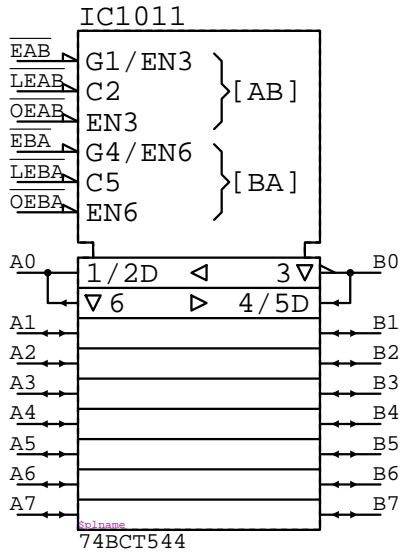 IC1011
EAB G1/EN3
LEAB C2 [AB]
OEAB EN3
EBA G4/EN6
LEBA C5 [BA]
OEBA EN6
A0 1/2D ◁ 3▽ B0
▽6 ▷ 4/5D
A1 B1
A2 B2
A3 B3
A4 B4
A5 B5
A6 B6
A7 B7
$plname
74BCT544